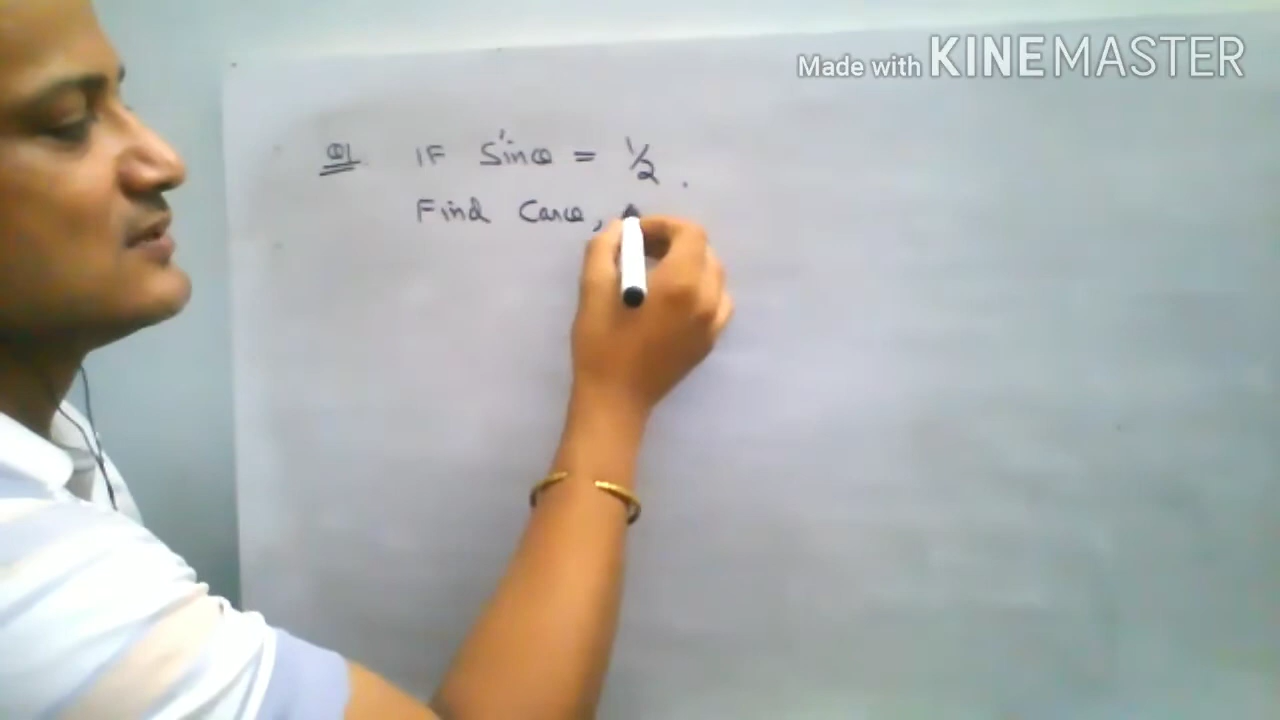 Made with KINEMASTER
Q1 IF Sinθ = 1/2 .
Find Cosθ,